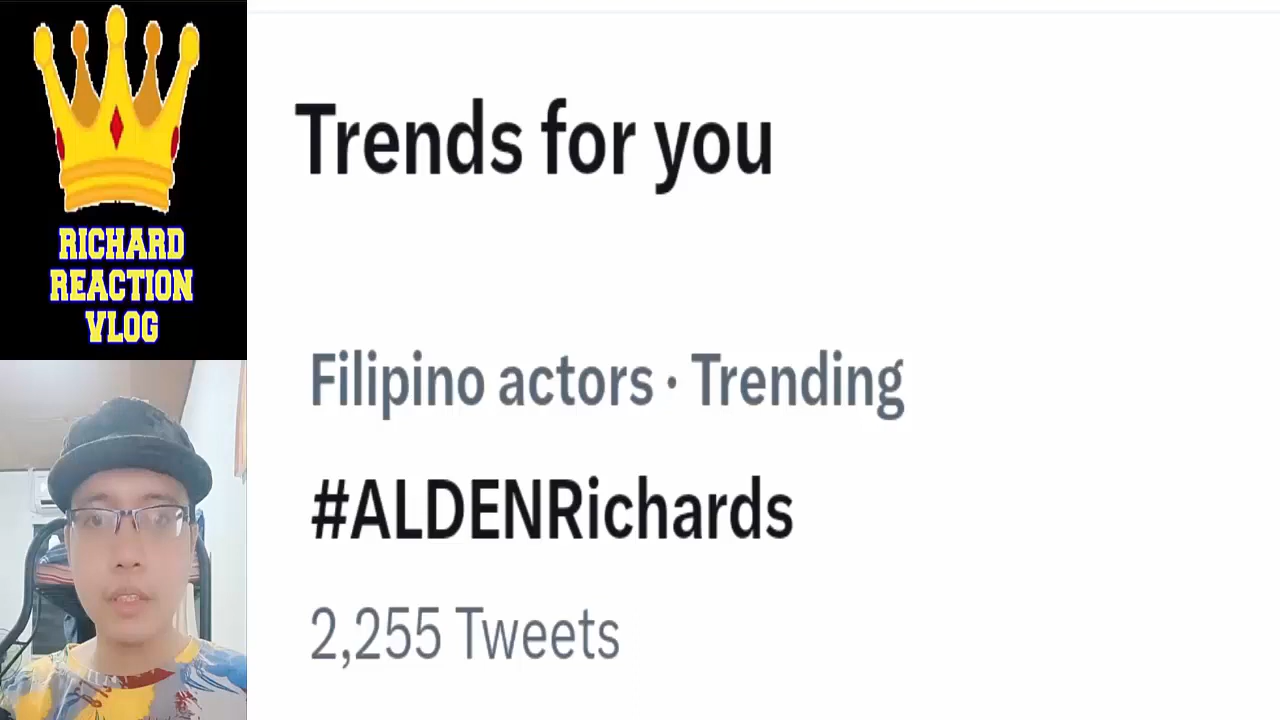 RICHARD
REACTION
VLOG
Trends for you
Filipino actors · Trending
#ALDENRichards
2,255 Tweets